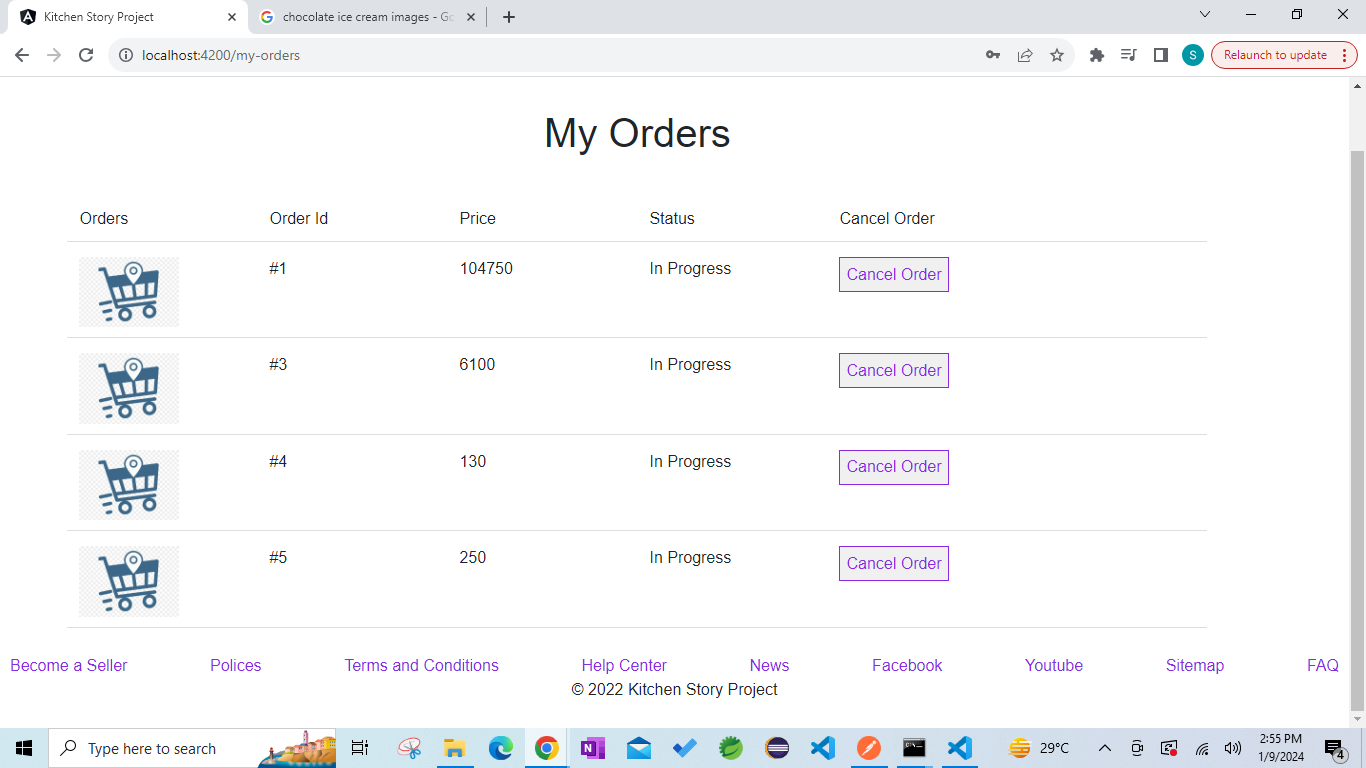 Kitchen Story Project
chocolate ice cream images - Go
localhost:4200/my-orders
S
Relaunch to update
My Orders
Orders Order Id Price Status Cancel Order
#1 104750 In Progress Cancel Order
#3 6100 In Progress Cancel Order
#4 130 In Progress Cancel Order
#5 250 In Progress Cancel Order
Become a Seller Polices Terms and Conditions Help Center News Facebook Youtube Sitemap FAQ
© 2022 Kitchen Story Project
Type here to search
29°C
2:55 PM
1/9/2024
4